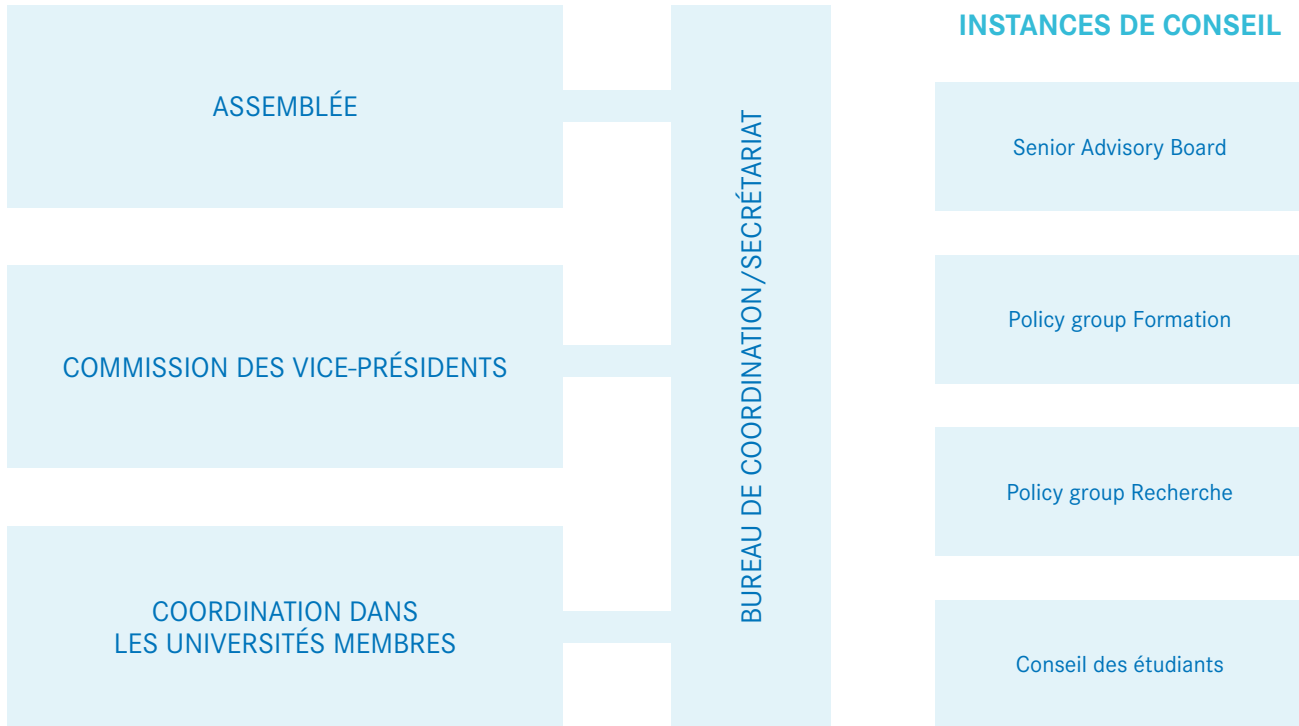 ASSEMBLÉE
COMMISSION DES VICE-PRÉSIDENTS
COORDINATION DANS
LES UNIVERSITÉS MEMBRES
BUREAU DE COORDINATION/SECRÉTARIAT
INSTANCES DE CONSEIL
Senior Advisory Board
Policy group Formation
Policy group Recherche
Conseil des étudiants